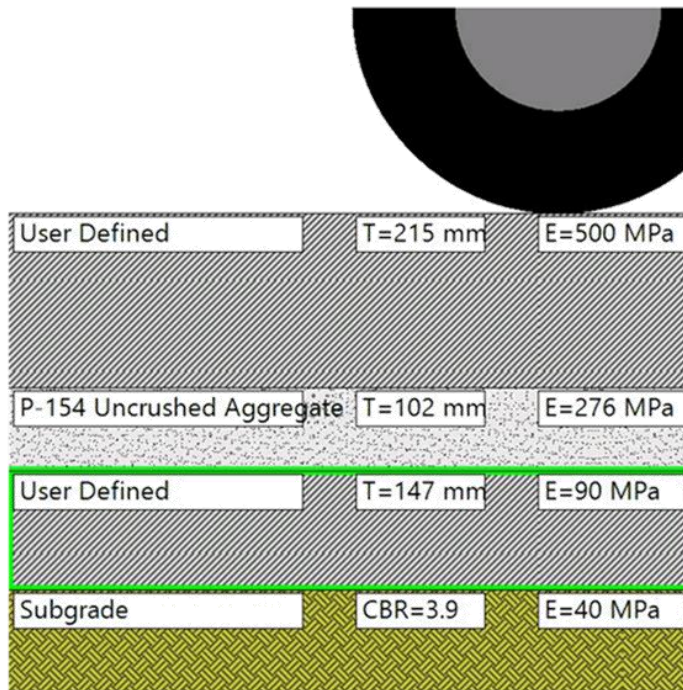 User Defined T=215 mm E=500 MPa
P-154 Uncrushed Aggregate T=102 mm E=276 MPa
User Defined T=147 mm E=90 MPa
Subgrade CBR=3.9 E=40 MPa